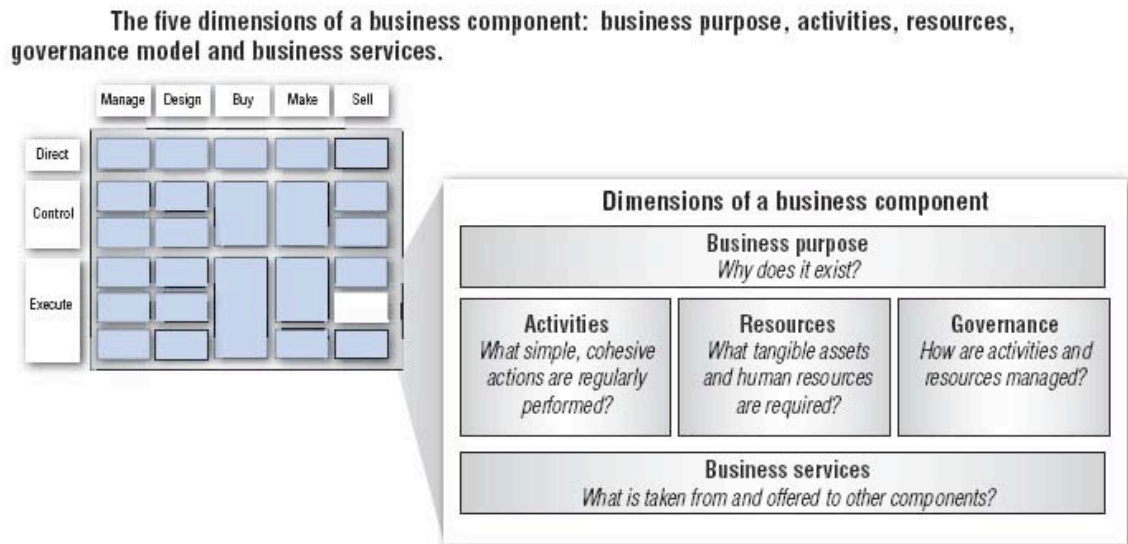 The five dimensions of a business component: business purpose, activities, resources,
governance model and business services.
Manage Design Buy Make Sell
Direct
Control
Execute
Dimensions of a business component
Business purpose
Why does it exist?
Activities
What simple, cohesive
actions are regularly
performed?
Resources
What tangible assets
and human resources
are required?
Governance
How are activities and
resources managed?
Business services
What is taken from and offered to other components?